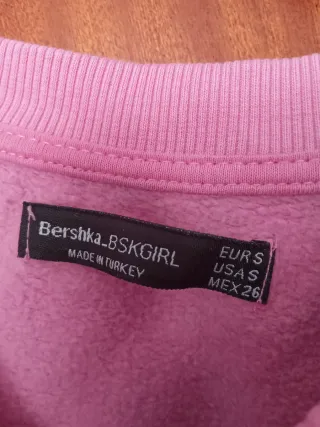 Bershka_BSKGIRL
MADE IN TURKEY
EUR S
USA S
MEX 26